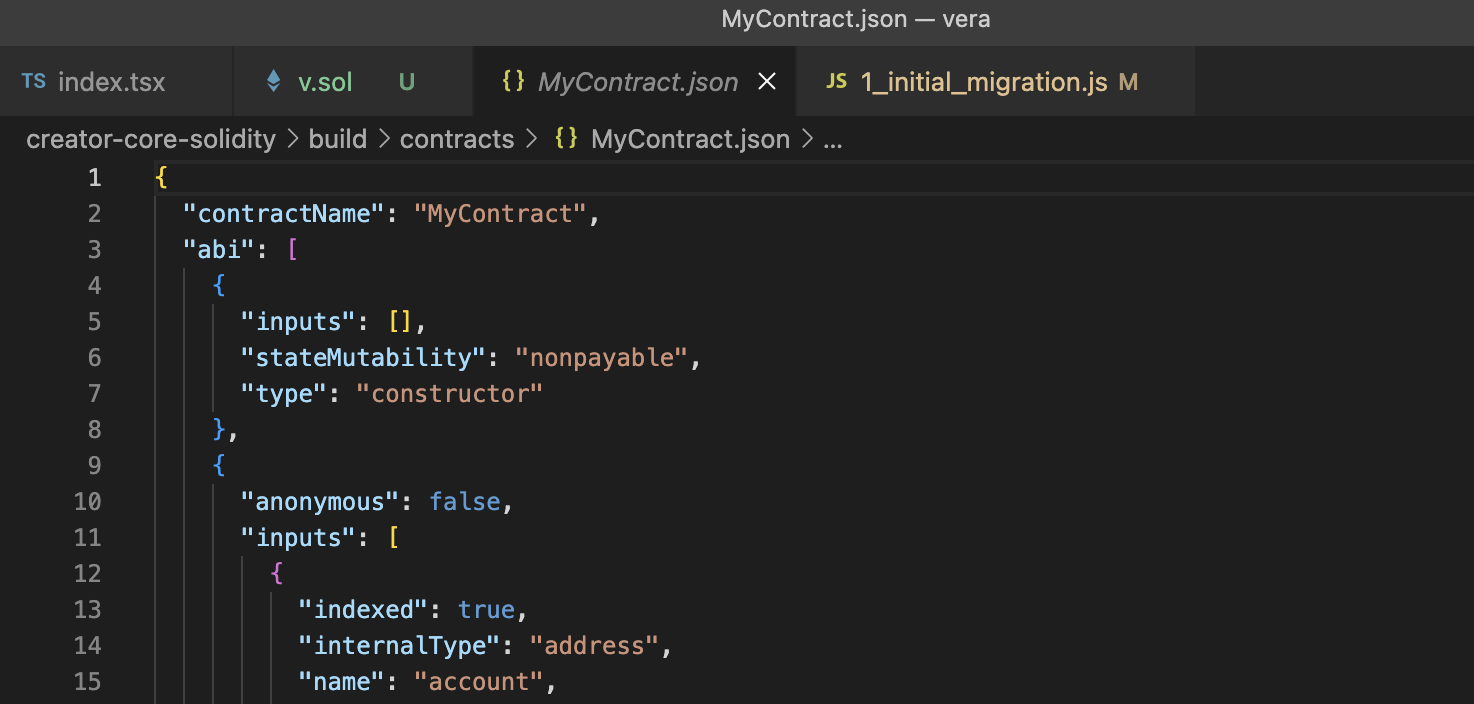 MyContract.json — vera
TS index.tsx v.sol U {} MyContract.json × JS 1_initial_migration.js M
creator-core-solidity > build > contracts > {} MyContract.json > ...
1 {
2 "contractName": "MyContract",
3 "abi": [
4 {
5 "inputs": [],
6 "stateMutability": "nonpayable",
7 "type": "constructor"
8 },
9 {
10 "anonymous": false,
11 "inputs": [
12 {
13 "indexed": true,
14 "internalType": "address",
15 "name": "account",